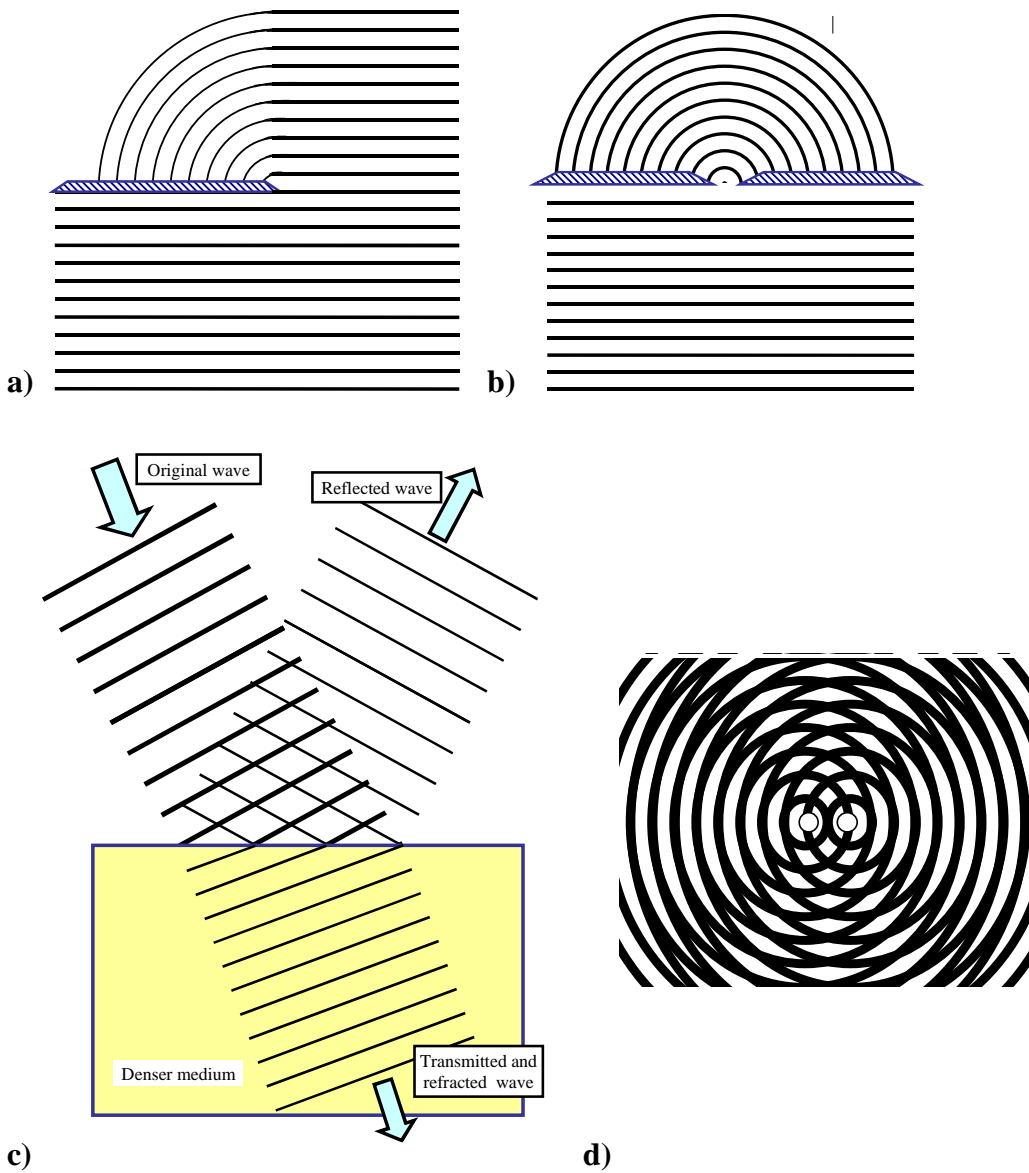 a)
b)
Original wave
Reflected wave
Denser medium
Transmitted and
refracted wave
c)
d)